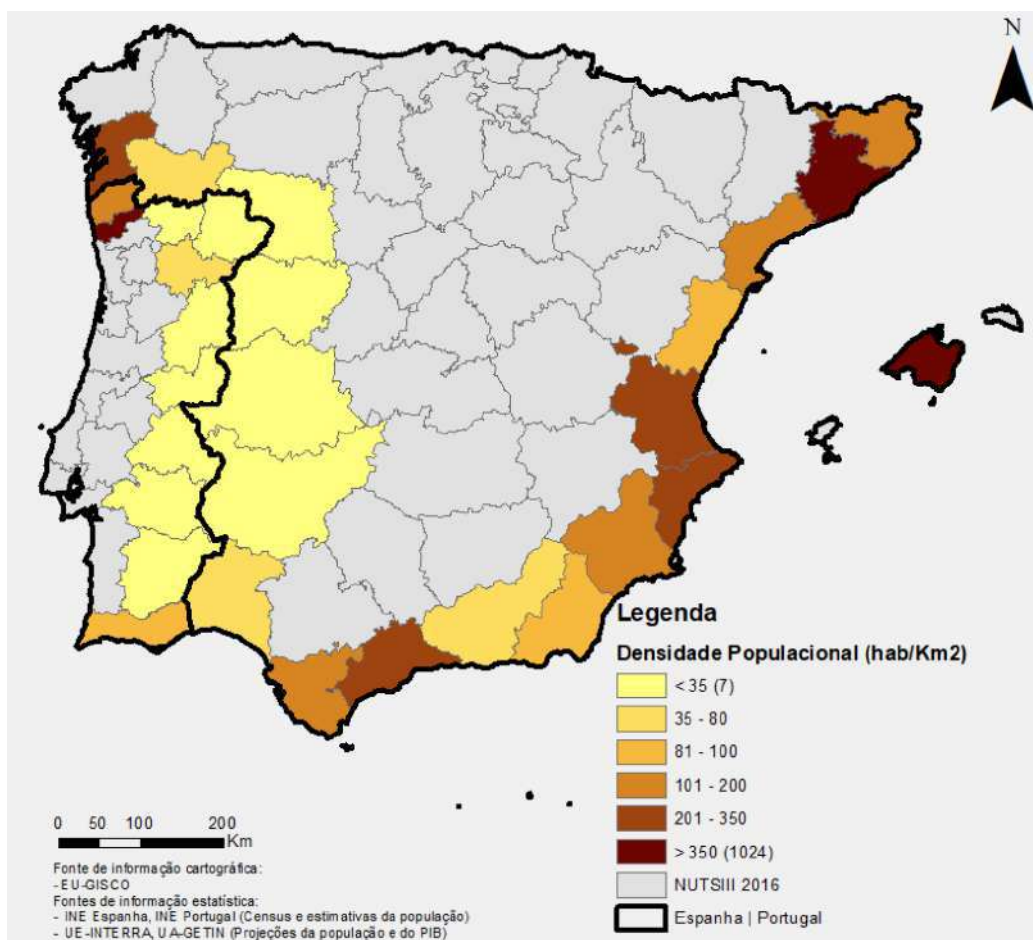 N
Legenda
Densidade Populacional (hab/Km2)
< 35 (7)
35 - 80
81 - 100
101 - 200
201 - 350
> 350 (1024)
NUTSIII 2016
Espanha | Portugal
0 50 100 200
Km
Fonte de informação cartográfica:
- EU-GISCO
Fontes de informação estatística:
- INE Espanha, INE Portugal (Census e estimativas da população)
- UE-INTERRA, UA-GETIN (Projeções da população e do PIB)